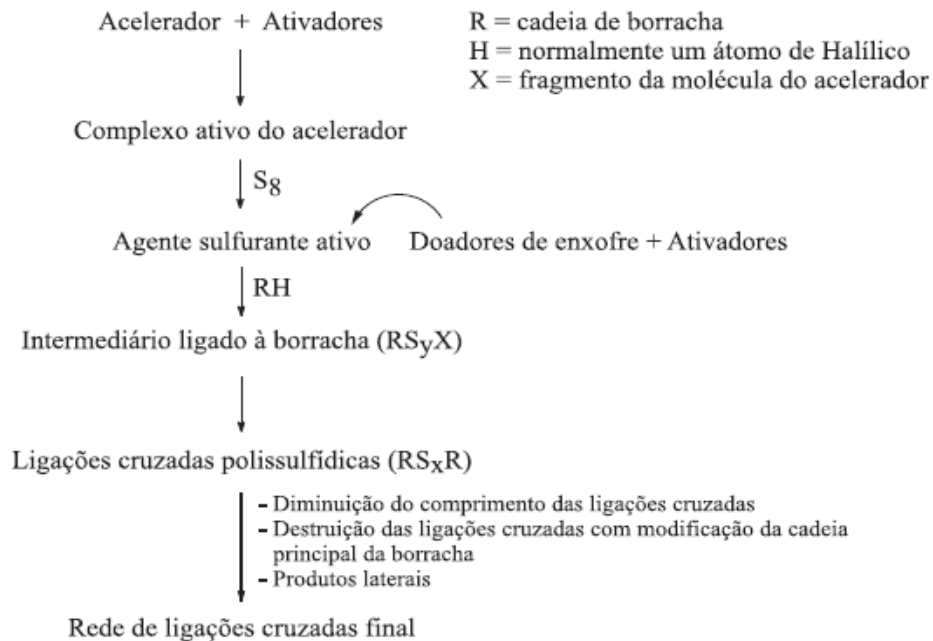 Acelerador + Ativadores
R = cadeia de borracha
H = normalmente um átomo de Halílico
X = fragmento da molécula do acelerador
Complexo ativo do acelerador
S8
Agente sulfurante ativo
Doadores de enxofre + Ativadores
RH
Intermediário ligado à borracha (RSyX)
Ligações cruzadas polissulfídicas (RSxR)
- Diminuição do comprimento das ligações cruzadas
- Destruição das ligações cruzadas com modificação da cadeia
principal da borracha
- Produtos laterais
Rede de ligações cruzadas final